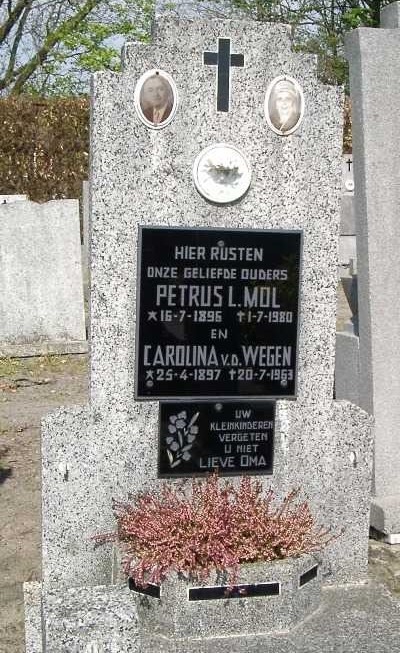 HIER RUSTEN
ONZE GELIEFDE OUDERS
PETRUS L. MOL
★16-7-1896 ✝1-7-1980
EN
CAROLINA v.d. WEGEN
★25-4-1897 ✝20-7-1963
UW
KLEINKINDEREN
VERGETEN
U NIET
LIEVE OMA